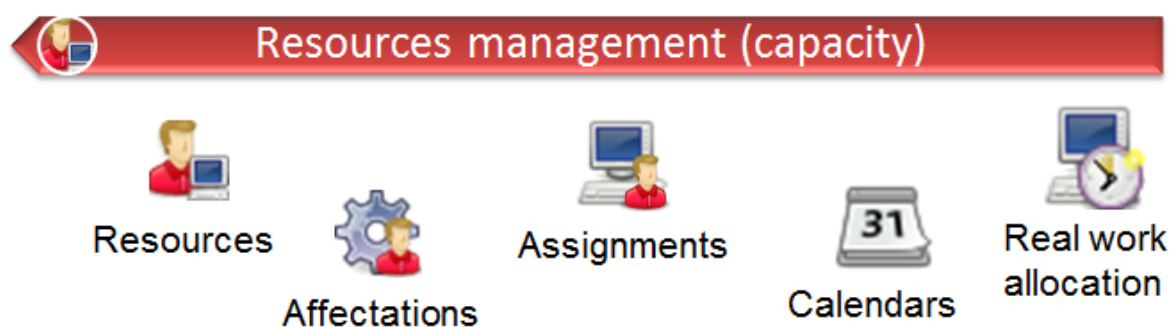 Resources management (capacity)
Resources
Affectations
Assignments
31
Calendars
Real work
allocation